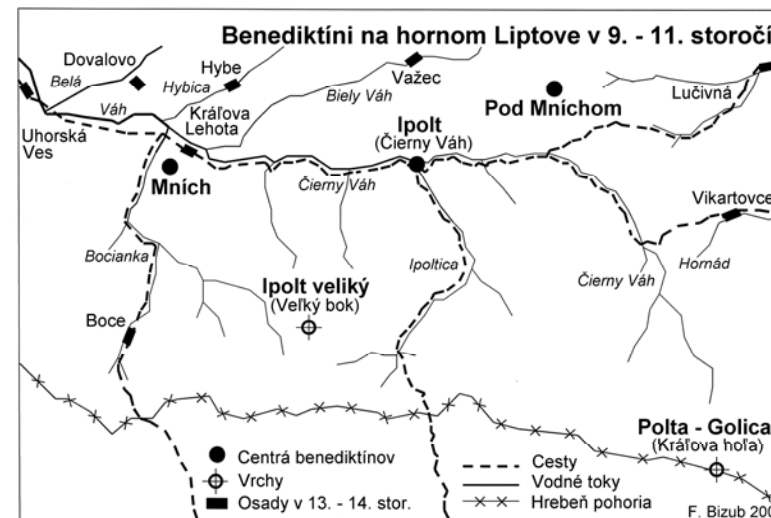 Benediktíni na hornom Liptove v 9. - 11. storočí
Dovalovo
Belá
Hybe
Hybica
Važec
Biely Váh
Váh
Kráľova
Lehota
Uhorská
Ves
Pod Mníchom
Lučivná
Ipolt
(Čierny Váh)
Mních
Čierny Váh
Vikartovce
Bocianka
Ipoltica
Hornád
Čierny Váh
Ipolt veliký
(Veľký bok)
Boce
Polta - Golica
(Kráľova hoľa)
Centrá benediktínov
Vrchy
Osady v 13. - 14. stor.
Cesty
Vodné toky
Hrebeň pohoria
F. Bizub 200